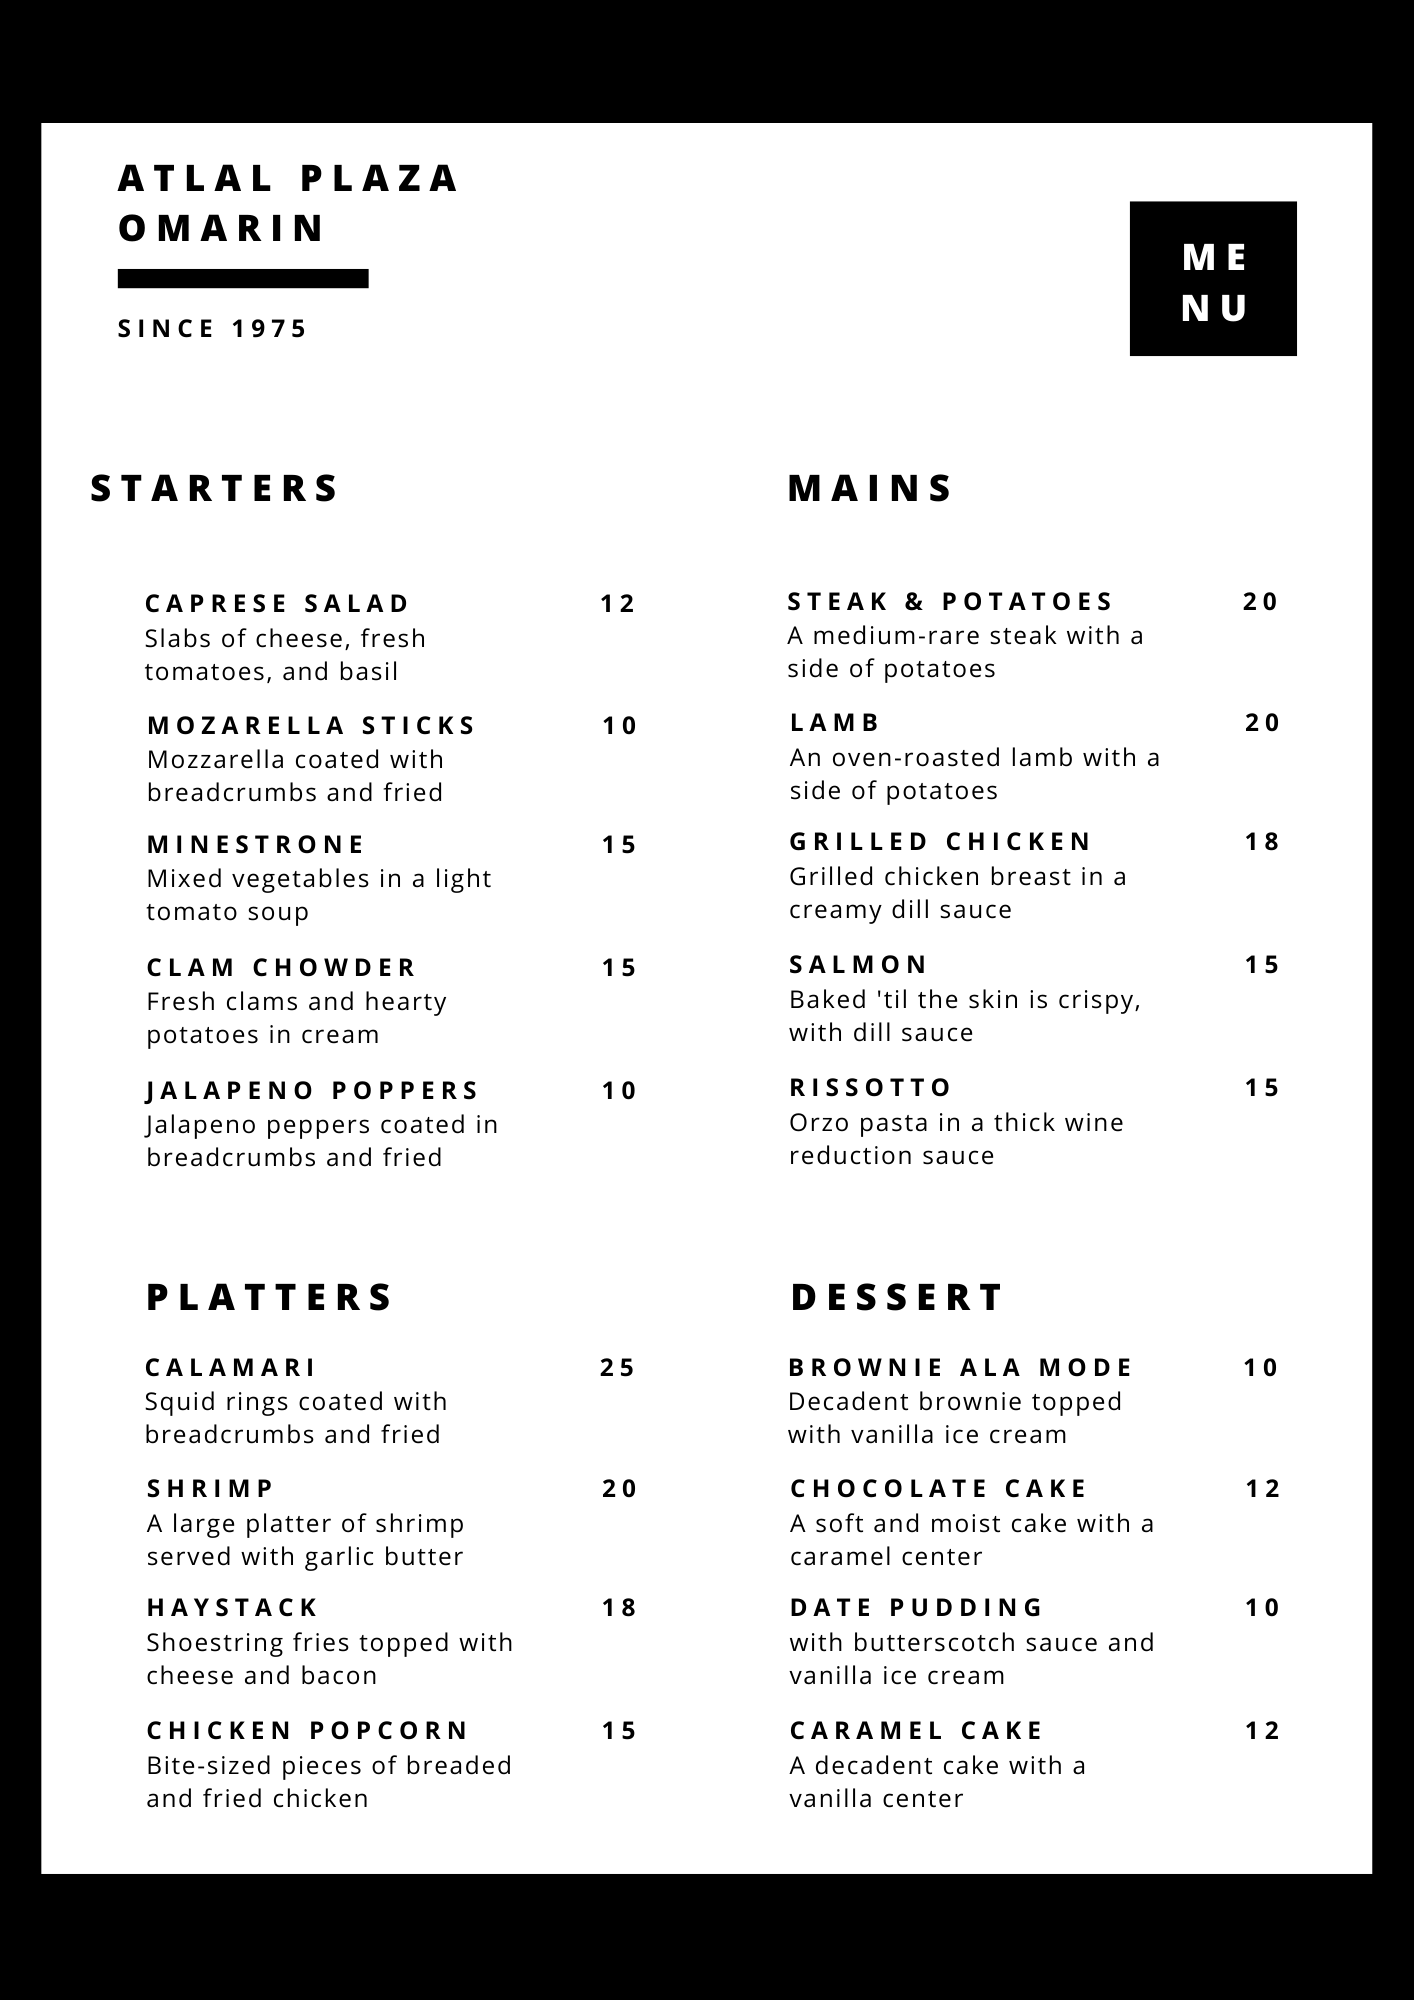 ATLAL PLAZA
OMARIN
SINCE 1975
ME
NU
STARTERS
CAPRESE SALAD 12
Slabs of cheese, fresh
tomatoes, and basil
MOZARELLA STICKS 10
Mozzarella coated with
breadcrumbs and fried
MINESTRONE 15
Mixed vegetables in a light
tomato soup
CLAM CHOWDER 15
Fresh clams and hearty
potatoes in cream
JALAPENO POPPERS 10
Jalapeno peppers coated in
breadcrumbs and fried
MAINS
STEAK & POTATOES 20
A medium-rare steak with a
side of potatoes
LAMB 20
An oven-roasted lamb with a
side of potatoes
GRILLED CHICKEN 18
Grilled chicken breast in a
creamy dill sauce
SALMON 15
Baked 'til the skin is crispy,
with dill sauce
RISSOTTO 15
Orzo pasta in a thick wine
reduction sauce
PLATTERS
CALAMARI 25
Squid rings coated with
breadcrumbs and fried
SHRIMP 20
A large platter of shrimp
served with garlic butter
HAYSTACK 18
Shoestring fries topped with
cheese and bacon
CHICKEN POPCORN 15
Bite-sized pieces of breaded
and fried chicken
DESSERT
BROWNIE ALA MODE 10
Decadent brownie topped
with vanilla ice cream
CHOCOLATE CAKE 12
A soft and moist cake with a
caramel center
DATE PUDDING 10
with butterscotch sauce and
vanilla ice cream
CARAMEL CAKE 12
A decadent cake with a
vanilla center